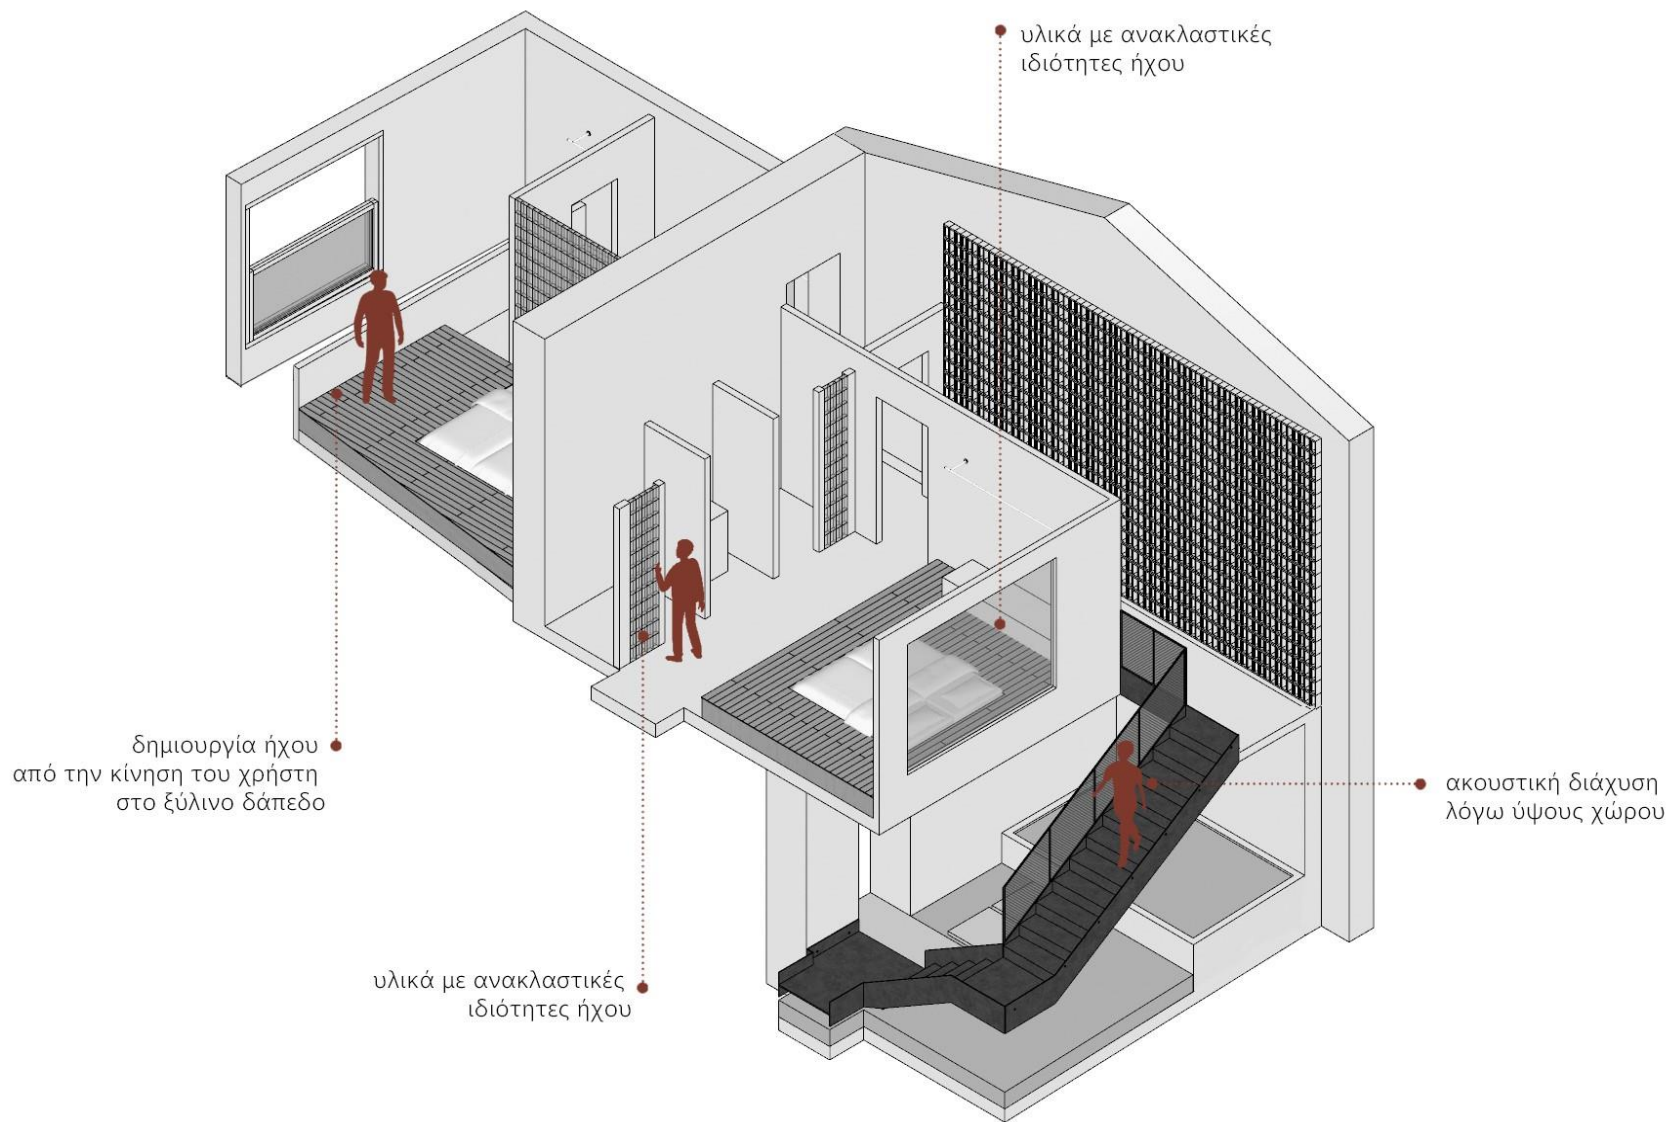 υλικά με ανακλαστικές
ιδιότητες ήχου
δημιουργία ήχου
από την κίνηση του χρήστη
στο ξύλινο δάπεδο
ακουστική διάχυση
λόγω ύψους χώρου
υλικά με ανακλαστικές
ιδιότητες ήχου